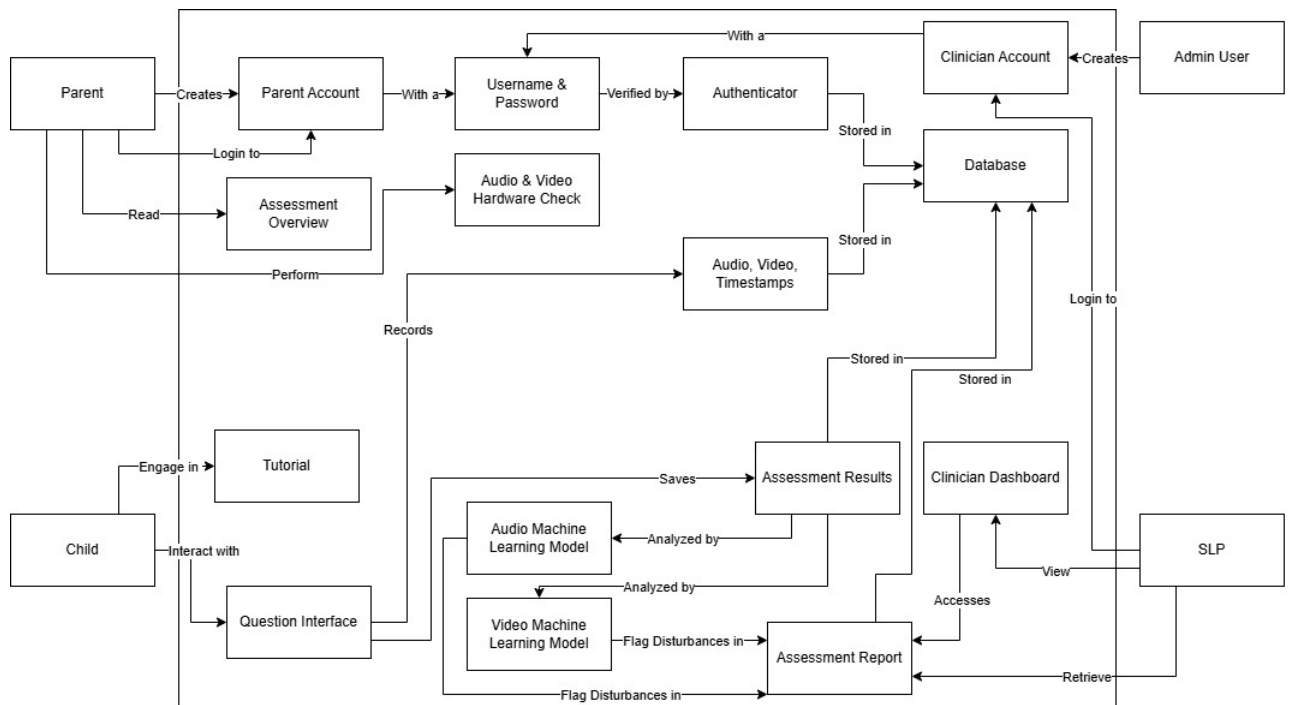 With a
Clinician Account
Creates
Admin User
Parent
Creates
Parent Account
With a
Username &
Password
Verified by
Authenticator
Stored in
Login to
Database
Audio & Video
Hardware Check
Read
Assessment
Overview
Stored in
Perform
Audio, Video,
Timestamps
Login to
Records
Stored in
Stored in
Engage in
Tutorial
Saves
Assessment Results
Clinician Dashboard
Audio Machine
Learning Model
Analyzed by
Child
Interact with
SLP
View
Analyzed by
Accesses
Question Interface
Video Machine
Learning Model
Flag Disturbances in
Assessment Report
Retrieve
Flag Disturbances in